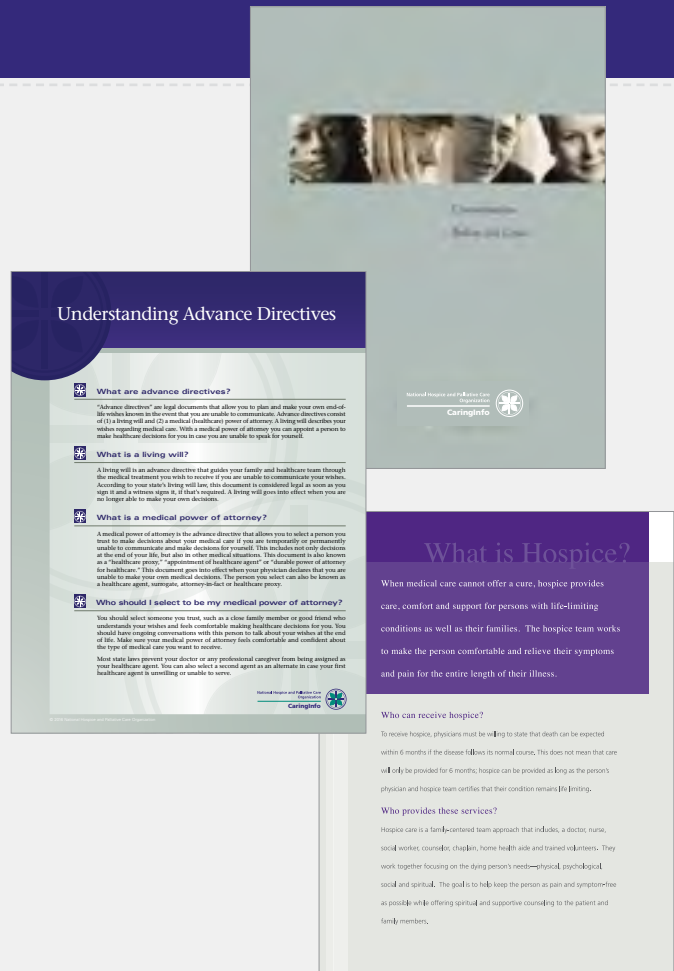 National Hospice and Palliative Care
Organization
CaringInfo
Understanding Advance Directives
What are advance directives?
"Advance directives" are legal documents that allow you to plan and make your own end-of-
life wishes known in the event that you are unable to communicate. Advance directives consist
of (1) a living will and (2) a medical (healthcare) power of attorney. A living will describes your
wishes regarding medical care. With a medical power of attorney you can appoint a person to
make healthcare decisions for you in case you are unable to speak for yourself.
What is a living will?
A living will is an advance directive that guides your family and healthcare team through
the medical treatment you wish to receive if you are unable to communicate your wishes.
According to your state's living will law, this document is considered legal as soon as you
sign it and a witness signs it, if that's required. A living will goes into effect when you are
no longer able to make your own decisions.
What is a medical power of attorney?
A medical power of attorney is the advance directive that allows you to select a person you
trust to make decisions about your medical care if you are temporarily or permanently
unable to communicate and make decisions for yourself. This includes not only decisions
at the end of your life, but also in other medical situations. This document is also known
as a "healthcare proxy," "appointment of healthcare agent" or "durable power of attorney
for healthcare." This document goes into effect when your physician declares that you are
unable to make your own medical decisions. The person you select can also be known as
a healthcare agent, surrogate, attorney-in-fact or healthcare proxy.
Who should I select to be my medical power of attorney?
You should select someone you trust, such as a close family member or good friend who
understands your wishes and feels comfortable making healthcare decisions for you. You
should have ongoing conversations with this person to talk about your wishes at the end
of life. Make sure your medical power of attorney feels comfortable and confident about
the type of medical care you want to receive.
Most state laws prevent your doctor or any professional caregiver from being assigned as
your healthcare agent. You can also select a second agent as an alternate in case your first
healthcare agent is unwilling or unable to serve.
National Hospice and Palliative Care
Organization
CaringInfo
National Hospice and Palliative Care Organization
What is Hospice?
When medical care cannot offer a cure, hospice provides
care, comfort and support for persons with life-limiting
conditions as well as their families. The hospice team works
to make the person comfortable and relieve their symptoms
and pain for the entire length of their illness.
Who can receive hospice?
To receive hospice, physicians must be willing to state that death can be expected
within 6 months if the disease follows its normal course. This does not mean that care
will only be provided for 6 months; hospice can be provided as long as the person's
physician and hospice team certifies that their condition remains life limiting.
Who provides these services?
Hospice care is a family-centered team approach that includes, a doctor, nurse,
social worker, counselor, chaplain, home health aide and trained volunteers. They
work together focusing on the dying person's needs—physical, psychological,
social and spiritual. The goal is to help keep the person as pain and symptom-free
as possible while offering spiritual and supportive counseling to the patient and
family members.